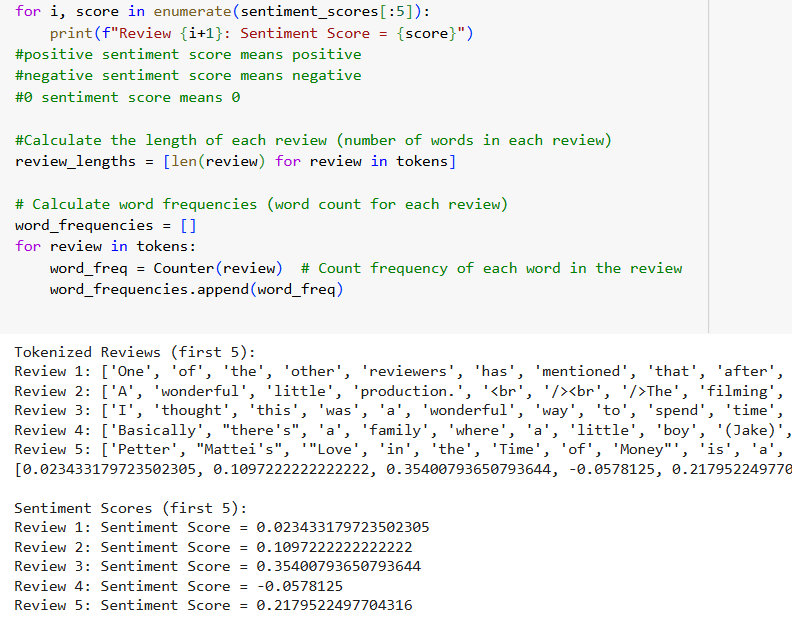 for i, score in enumerate(sentiment_scores[:5]):
    print(f"Review {i+1}: Sentiment Score = {score}")
#positive sentiment score means positive
#negative sentiment score means negative
#0 sentiment score means 0
#Calculate the length of each review (number of words in each review)
review_lengths = [len(review) for review in tokens]
# Calculate word frequencies (word count for each review)
word_frequencies = []
for review in tokens:
    word_freq = Counter(review)  # Count frequency of each word in the review
    word_frequencies.append(word_freq)
Tokenized Reviews (first 5):
Review 1: ['One', 'of', 'the', 'other', 'reviewers', 'has', 'mentioned', 'that', 'after',
Review 2: ['A', 'wonderful', 'little', 'production.', '<br', '/><br', '/>The', 'filming',
Review 3: ['I', 'thought', 'this', 'was', 'a', 'wonderful', 'way', 'to', 'spend', 'time',
Review 4: ['Basically', "there's", 'a', 'family', 'where', 'a', 'little', 'boy', '(Jake)',
Review 5: ['Petter', "Mattei's", '"Love', 'in', 'the', 'Time', 'of', 'Money"', 'is', 'a',
[0.023433179723502305, 0.1097222222222222, 0.35400793650793644, -0.0578125, 0.217952249770
Sentiment Scores (first 5):
Review 1: Sentiment Score = 0.023433179723502305
Review 2: Sentiment Score = 0.1097222222222222
Review 3: Sentiment Score = 0.35400793650793644
Review 4: Sentiment Score = -0.0578125
Review 5: Sentiment Score = 0.2179522497704316